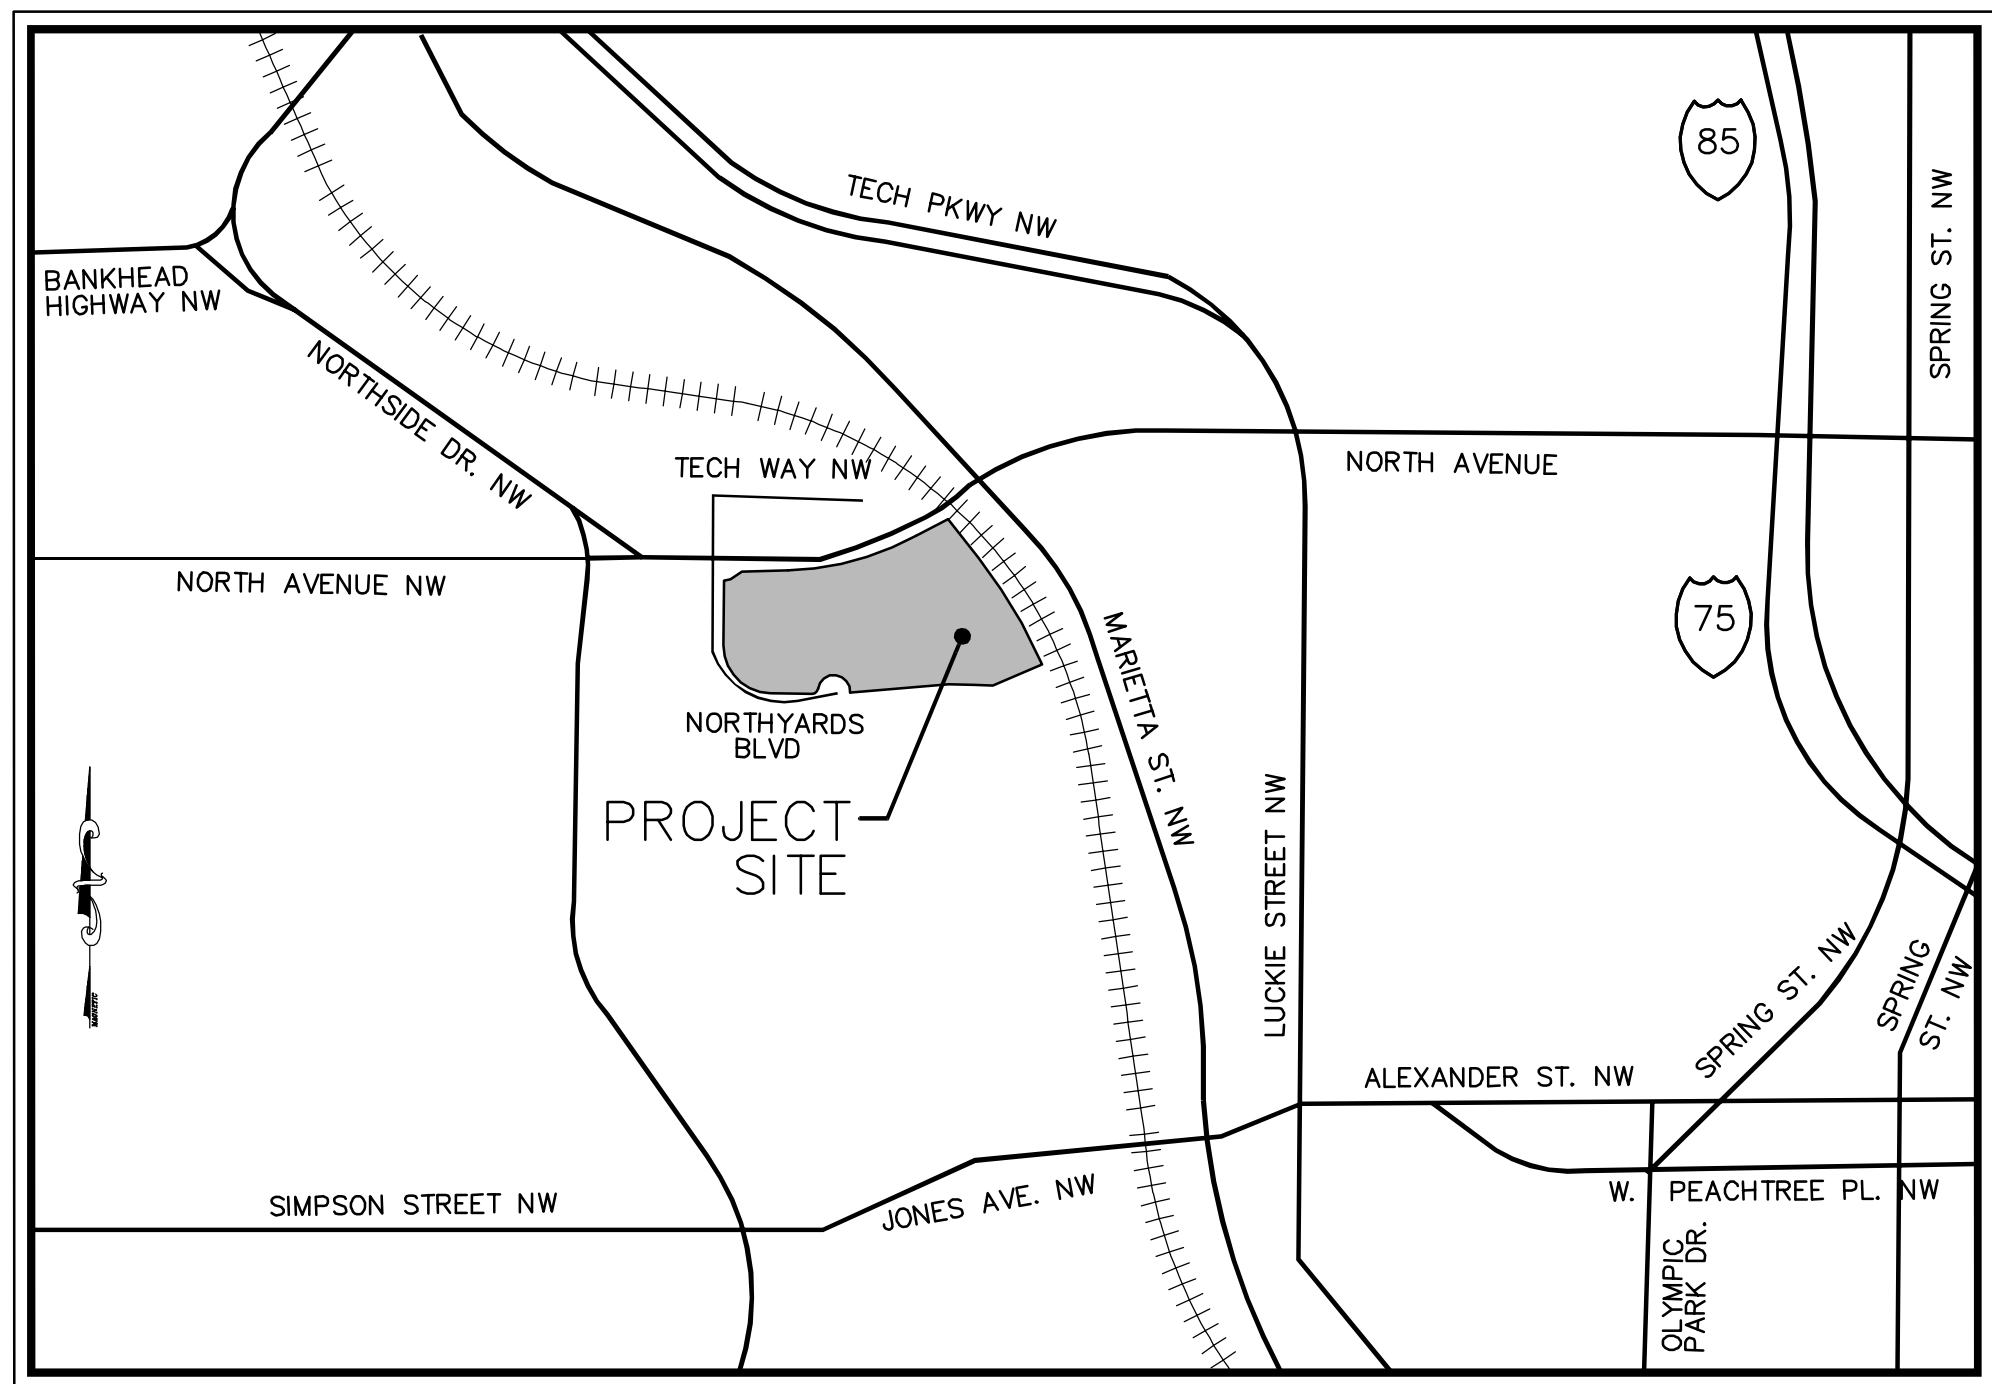 85
TECH PKWY NW
SPRING ST. NW
BANKHEAD
HIGHWAY NW
NORTHSIDE DR. NW
TECH WAY NW
NORTH AVENUE
NORTH AVENUE NW
75
MARIETTA ST. NW
NORTHYARDS
BLVD
PROJECT
SITE
LUCKIE STREET NW
MAGNETIC
SPRING ST. NW
SPRING
ST. NW
ALEXANDER ST. NW
SIMPSON STREET NW
JONES AVE. NW
W. PEACHTREE PL. NW
OLYMPIC
PARK DR.